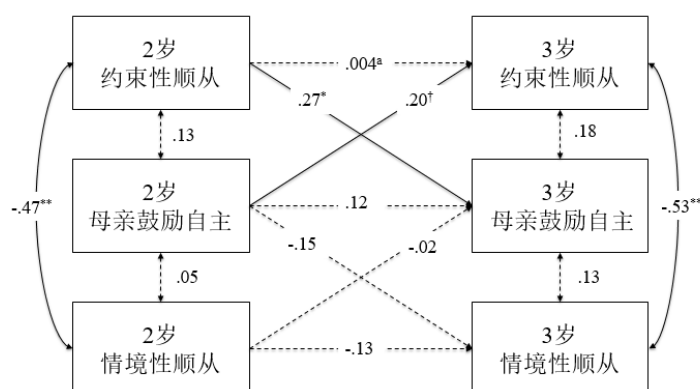 2岁
约束性顺从
3岁
约束性顺从
.004ª
.27*
.20†
.13
.18
2岁
母亲鼓励自主
3岁
母亲鼓励自主
-.47**
.12
-.53**
-.15
-.02
.05
.13
2岁
情境性顺从
3岁
情境性顺从
-.13